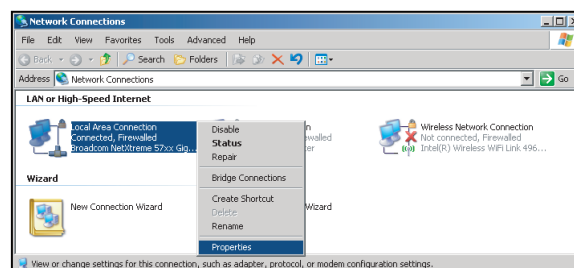 Network Connections
File Edit View Favorites Tools Advanced Help
Back Search Folders
Address Network Connections Go
LAN or High-Speed Internet
Local Area Connection
Connected, Firewalled
Broadcom NetXtreme 57xx Gig...
Disable
Status
Repair
Bridge Connections
Create Shortcut
Delete
Rename
Properties
Wireless Network Connection
Not connected, Firewalled
Intel(R) Wireless WiFi Link 496...
Wizard
New Connection Wizard
Wizard
View or change settings for this connection, such as adapter, protocol, or modem configuration settings.